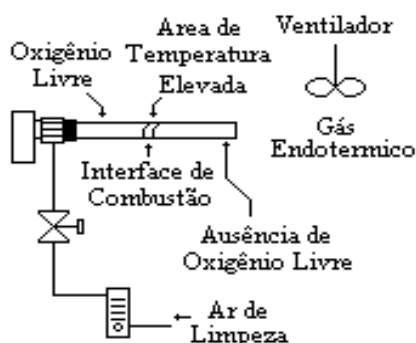 Oxigênio
Livre
Area de
Temperatura
Elevada
Ventilador
Gás
Endotermico
Interface de
Combustão
Ausência de
Oxigênio Livre
Ar de
Limpeza